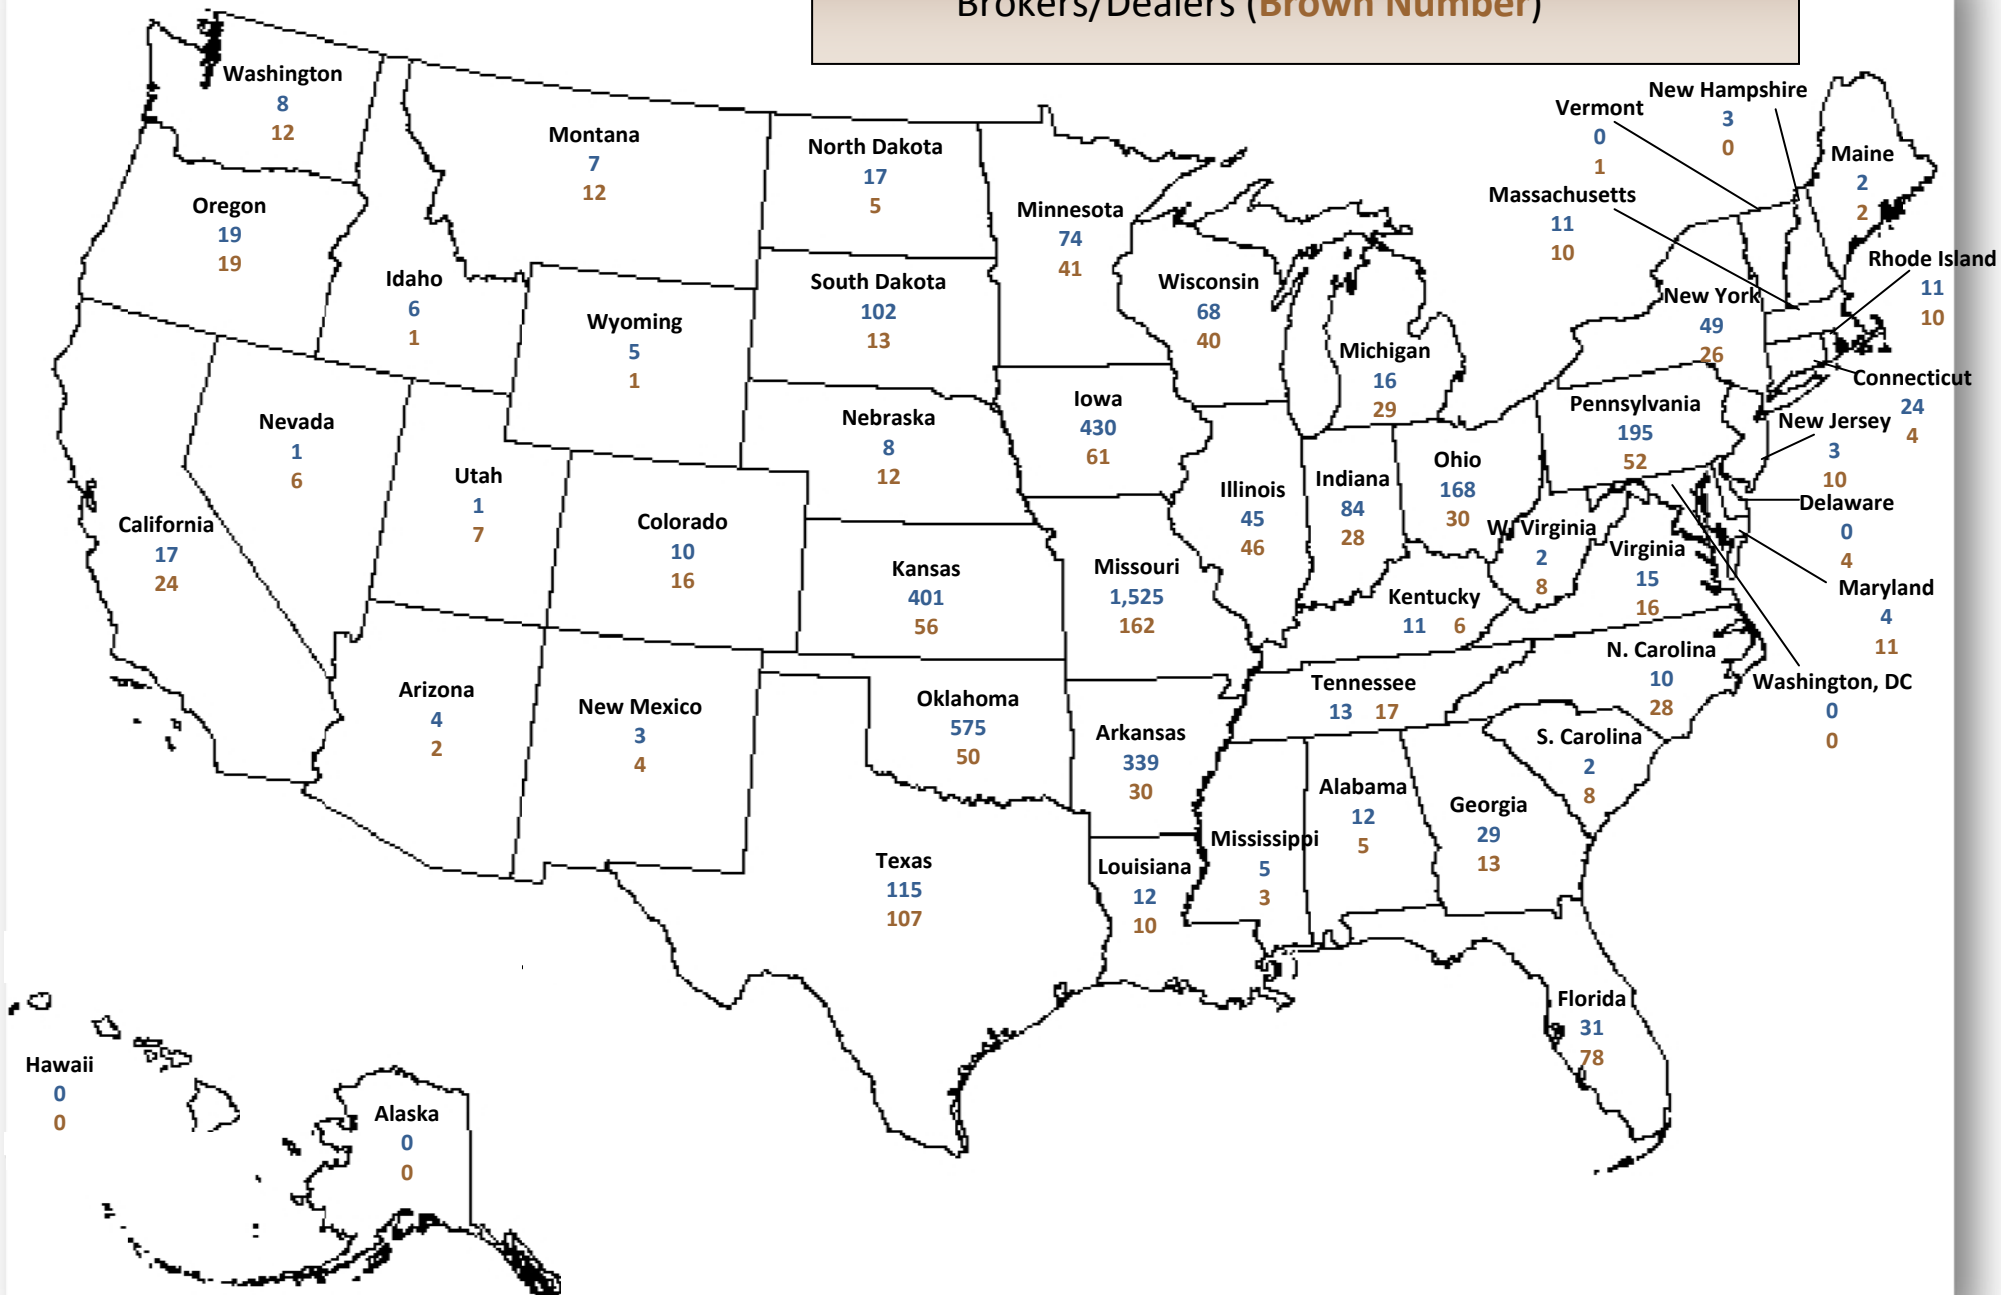 Brokers/Dealers (Brown Number)
Washington
8
12
Montana
7
12
North Dakota
17
5
Minnesota
74
41
Vermont
0
1
New Hampshire
3
0
Maine
2
2
Massachusetts
11
10
Rhode Island
11
10
Oregon
19
19
Idaho
6
1
Wyoming
5
1
South Dakota
102
13
Wisconsin
68
40
Michigan
16
29
New York
49
26
Connecticut
24
4
Nevada
1
6
Utah
1
7
Nebraska
8
12
Iowa
430
61
Pennsylvania
195
52
New Jersey
3
10
Delaware
0
4
Maryland
4
11
Washington, DC
0
0
California
17
24
Colorado
10
16
Kansas
401
56
Missouri
1,525
162
Illinois
45
46
Indiana
84
28
Ohio
168
30
W. Virginia
2
8
Virginia
15
16
Kentucky
11 6
N. Carolina
10
28
Tennessee
13 17
S. Carolina
2
8
Arizona
4
2
New Mexico
3
4
Oklahoma
575
50
Arkansas
339
30
Texas
115
107
Louisiana
12
10
Mississippi
5
3
Alabama
12
5
Georgia
29
13
Florida
31
78
Hawaii
0
0
Alaska
0
0